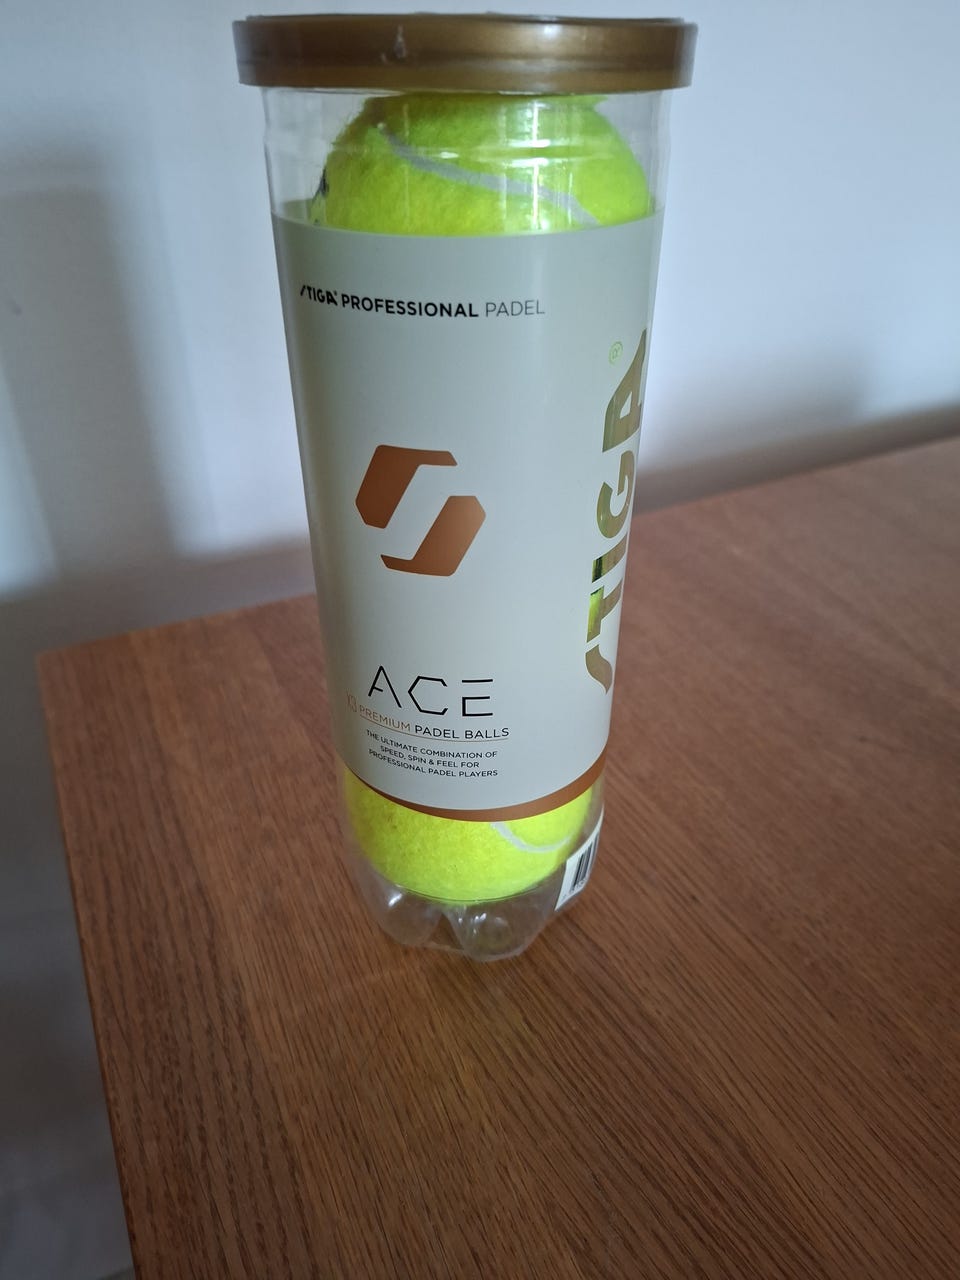 STIGA® PROFESSIONAL PADEL
STIGA®
ACE
X3 PREMIUM PADEL BALLS
THE ULTIMATE COMBINATION OF
SPEED, SPIN & FEEL FOR
PROFESSIONAL PADEL PLAYERS